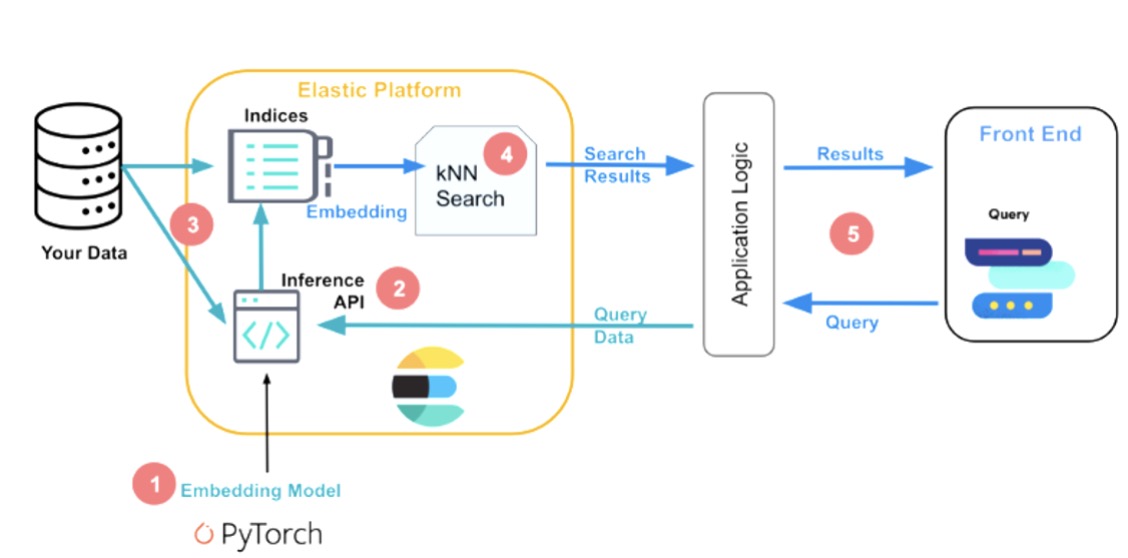 Elastic Platform
Indices
4
kNN
Search
Embedding
Search
Results
Application Logic
Results
Front End
Query
3
Your Data
Inference
API
2
</>
Query
Data
5
Query
1
Embedding Model
PyTorch